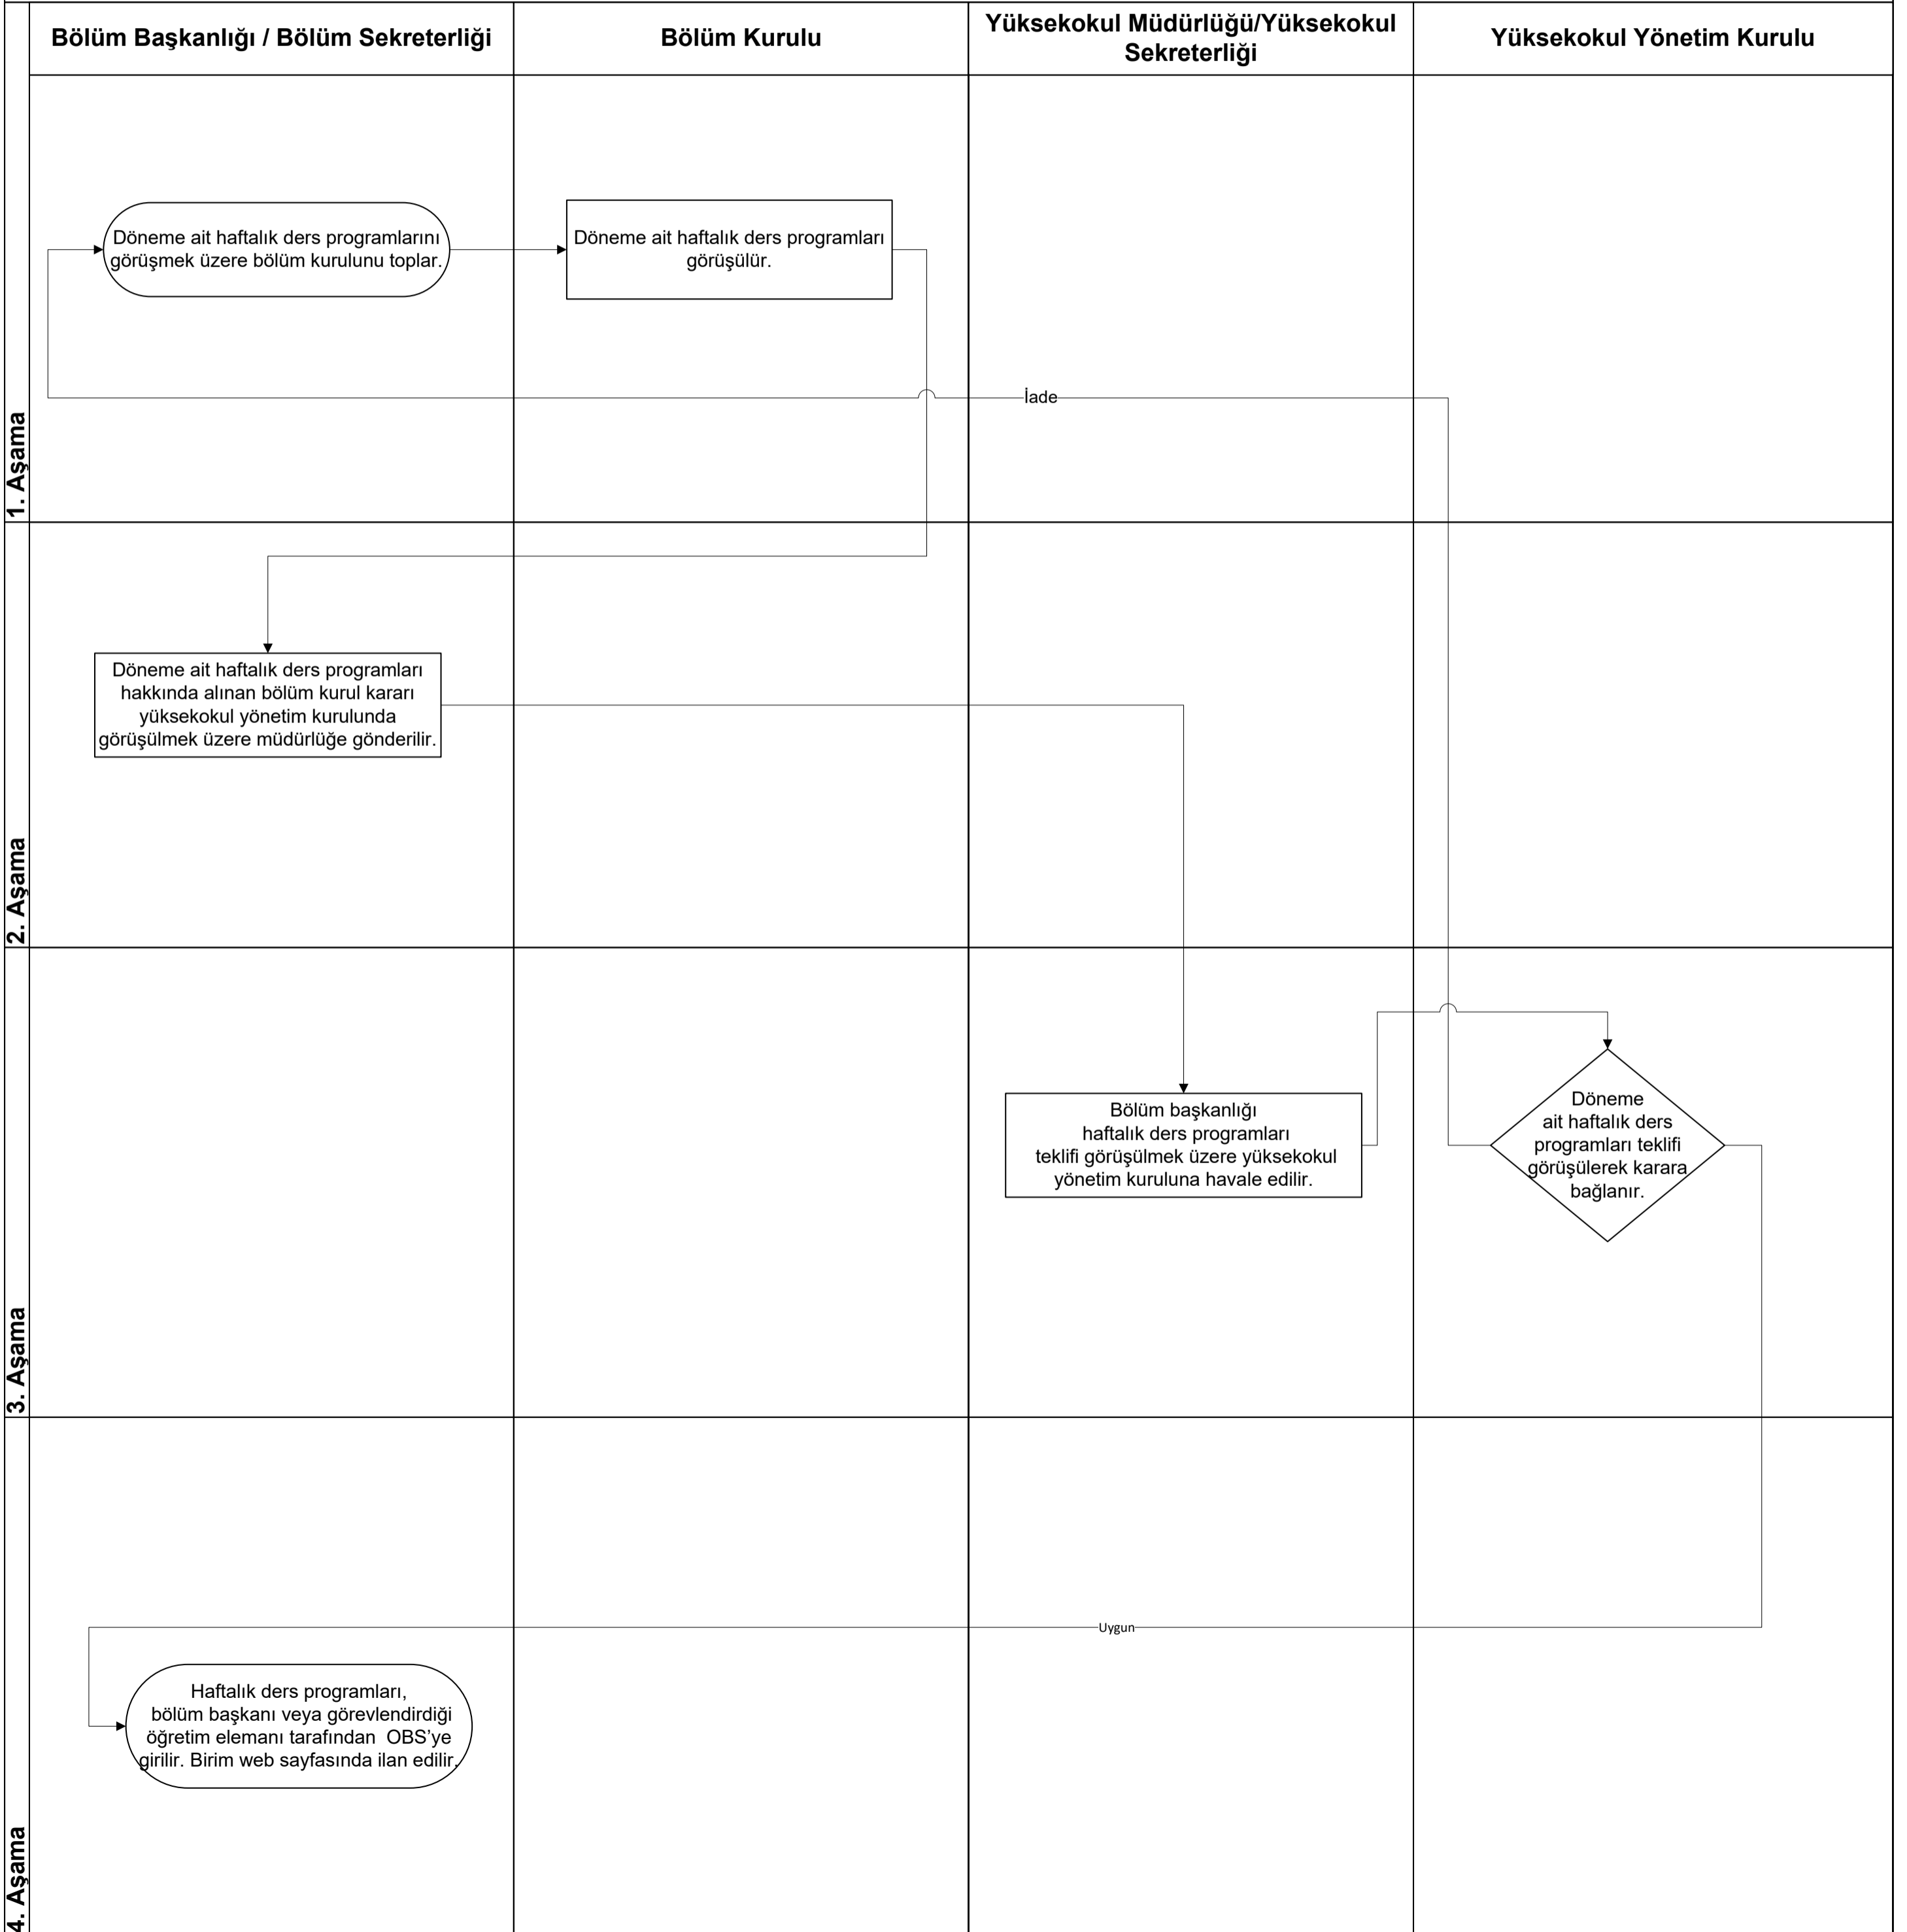 Bölüm Başkanlığı / Bölüm Sekreterliği
Bölüm Kurulu
Yüksekokul Müdürlüğü/Yüksekokul
Sekreterliği
Yüksekokul Yönetim Kurulu
1. Aşama
Döneme ait haftalık ders programlarını
görüşmek üzere bölüm kurulunu toplar.
Döneme ait haftalık ders programları
görüşülür.
İade
2. Aşama
Döneme ait haftalık ders programları
hakkında alınan bölüm kurul kararı
yüksekokul yönetim kurulunda
görüşülmek üzere müdürlüğe gönderilir.
3. Aşama
Bölüm başkanlığı
haftalık ders programları
teklifi görüşülmek üzere yüksekokul
yönetim kuruluna havale edilir.
Döneme
ait haftalık ders
programları teklifi
görüşülerek karara
bağlanır.
4. Aşama
Uygun
Haftalık ders programları,
bölüm başkanı veya görevlendirdiği
öğretim elemanı tarafından  OBS’ye
girilir. Birim web sayfasında ilan edilir.